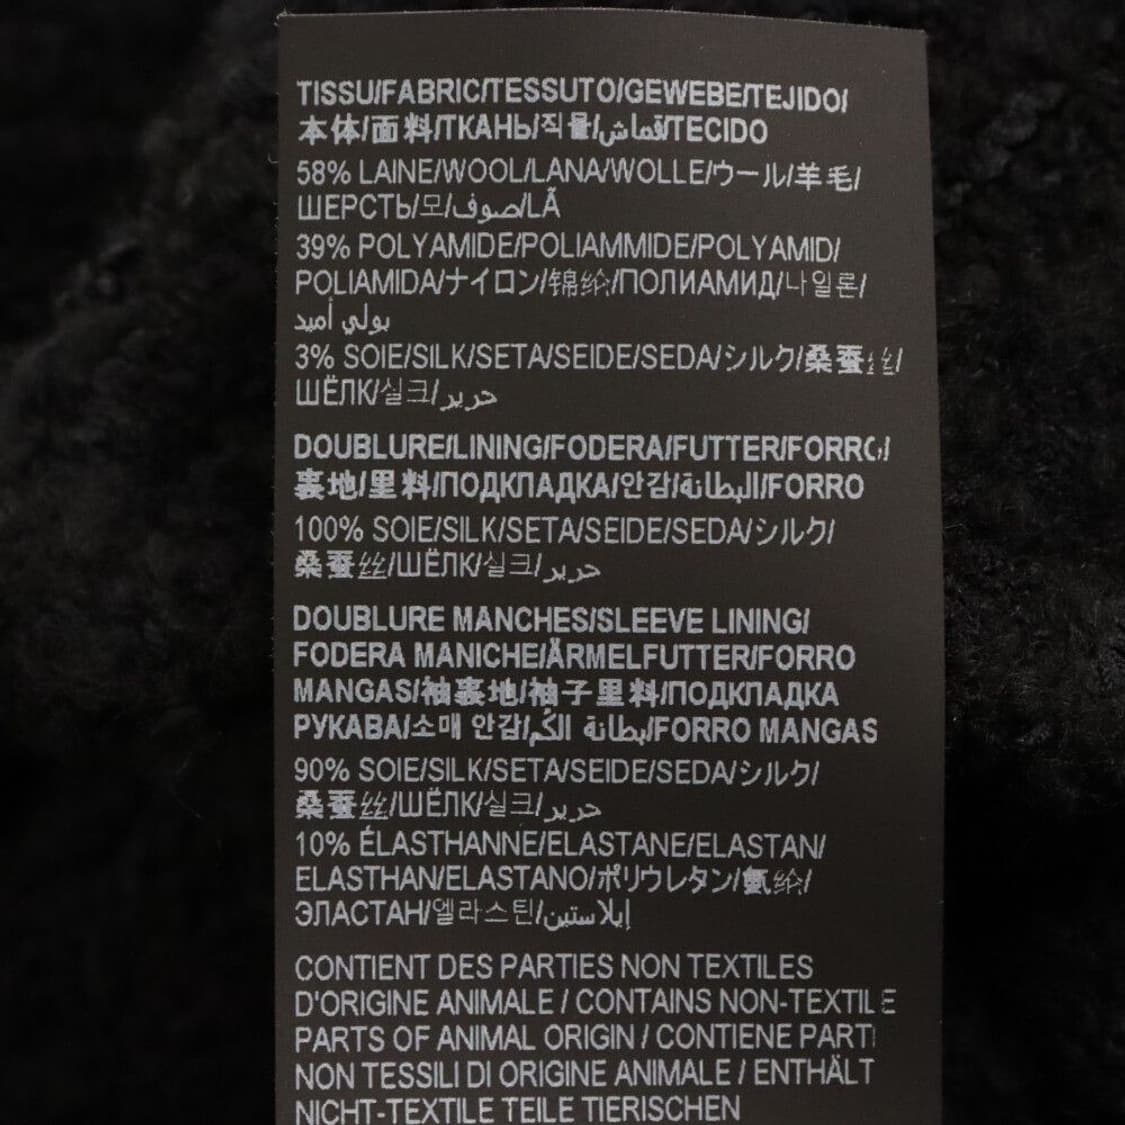 TISSU/FABRIC/TESSUTO/GEWEBE/TEJIDO/
本体/面料/ТКАНЬ/직물/قماش/TECIDO
58% LAINE/WOOL/LANA/WOLLE/ウール/羊毛/
ШЕРСТЬ/모/صوف/LÃ
39% POLYAMIDE/POLIAMMIDE/POLYAMID/
POLIAMIDA/ナイロン/锦纶/ПОЛИАМИД/나일론/
بولي أميد
3% SOIE/SILK/SETA/SEIDE/SEDA/シルク/桑蚕丝/
ШЁЛК/실크/حرير
DOUBLURE/LINING/FODERA/FUTTER/FORRO/
裏地/里料/ПОДКЛАДКА/안감/البطانة/FORRO
100% SOIE/SILK/SETA/SEIDE/SEDA/シルク/
桑蚕丝/ШЁЛК/실크/حرير
DOUBLURE MANCHES/SLEEVE LINING/
FODERA MANICHE/ÄRMELFUTTER/FORRO
MANGAS/袖裏地/袖子里料/ПОДКЛАДКА
РУКАВА/소매 안감/بطانة الكُم/FORRO MANGAS
90% SOIE/SILK/SETA/SEIDE/SEDA/シルク/
桑蚕丝/ШЁЛК/실크/حرير
10% ÉLASTHANNE/ELASTANE/ELASTAN/
ELASTHAN/ELASTANO/ポリウレタン/氨纶/
ЭЛАСТАН/엘라스틴/إيلاستين
CONTIENT DES PARTIES NON TEXTILES
D'ORIGINE ANIMALE / CONTAINS NON-TEXTILE
PARTS OF ANIMAL ORIGIN / CONTIENE PARTI
NON TESSILI DI ORIGINE ANIMALE / ENTHÄLT
NICHT-TEXTILE TEILE TIERISCHEN